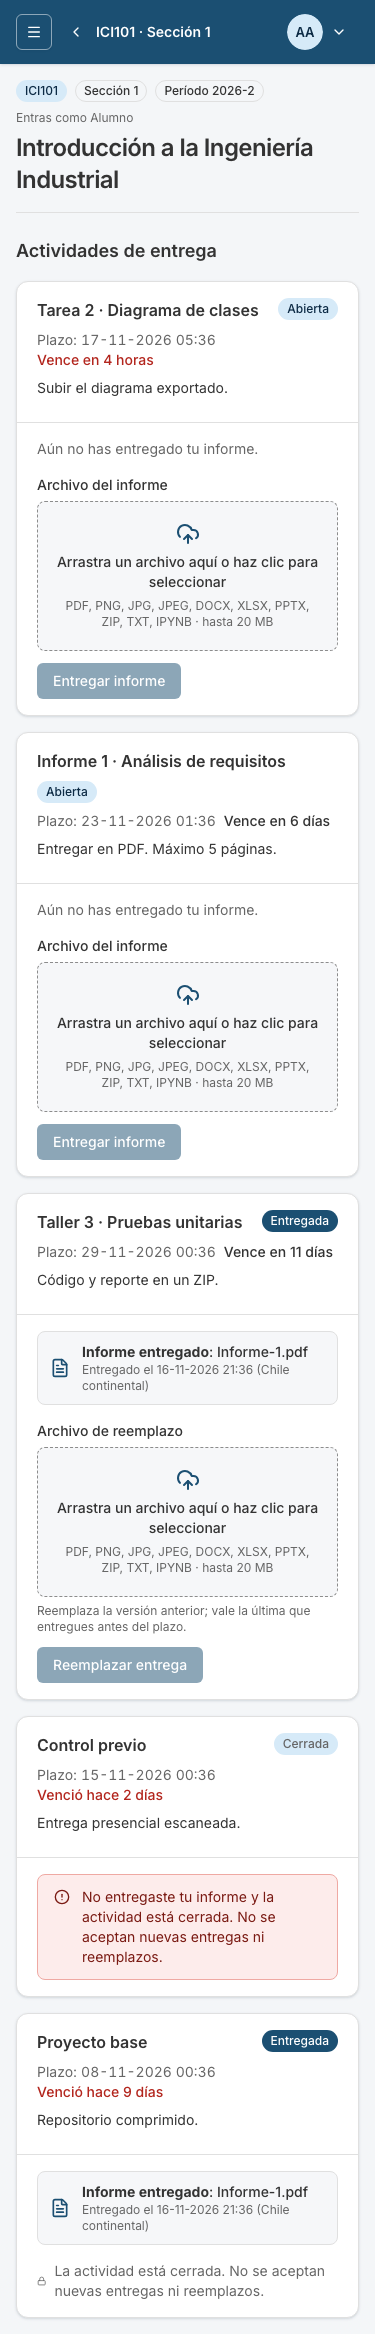 ICI101 · Sección 1
AA
ICI101
Sección 1
Período 2026-2
Entras como Alumno
Introducción a la Ingeniería
Industrial
Actividades de entrega
Tarea 2 · Diagrama de clases
Abierta
Plazo: 17-11-2026 05:36
Vence en 4 horas
Subir el diagrama exportado.
Aún no has entregado tu informe.
Archivo del informe
Arrastra un archivo aquí o haz clic para
seleccionar
PDF, PNG, JPG, JPEG, DOCX, XLSX, PPTX,
ZIP, TXT, IPYNB · hasta 20 MB
Entregar informe
Informe 1 · Análisis de requisitos
Abierta
Plazo: 23-11-2026 01:36 Vence en 6 días
Entregar en PDF. Máximo 5 páginas.
Aún no has entregado tu informe.
Archivo del informe
Arrastra un archivo aquí o haz clic para
seleccionar
PDF, PNG, JPG, JPEG, DOCX, XLSX, PPTX,
ZIP, TXT, IPYNB · hasta 20 MB
Entregar informe
Taller 3 · Pruebas unitarias
Entregada
Plazo: 29-11-2026 00:36 Vence en 11 días
Código y reporte en un ZIP.
Informe entregado: Informe-1.pdf
Entregado el 16-11-2026 21:36 (Chile
continental)
Archivo de reemplazo
Arrastra un archivo aquí o haz clic para
seleccionar
PDF, PNG, JPG, JPEG, DOCX, XLSX, PPTX,
ZIP, TXT, IPYNB · hasta 20 MB
Reemplaza la versión anterior; vale la última que
entregues antes del plazo.
Reemplazar entrega
Control previo
Cerrada
Plazo: 15-11-2026 00:36
Venció hace 2 días
Entrega presencial escaneada.
No entregaste tu informe y la
actividad está cerrada. No se
aceptan nuevas entregas ni
reemplazos.
Proyecto base
Entregada
Plazo: 08-11-2026 00:36
Venció hace 9 días
Repositorio comprimido.
Informe entregado: Informe-1.pdf
Entregado el 16-11-2026 21:36 (Chile
continental)
La actividad está cerrada. No se aceptan
nuevas entregas ni reemplazos.